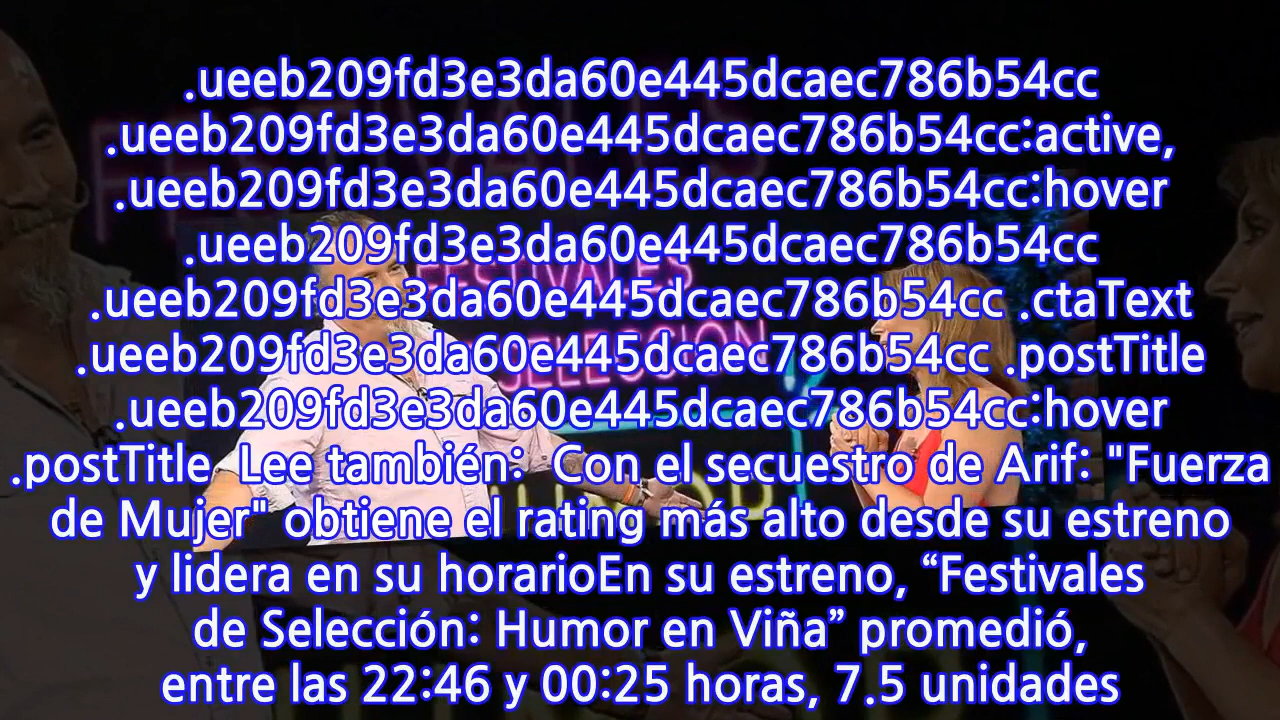 .ueeb209fd3e3da60e445dcaec786b54cc
.ueeb209fd3e3da60e445dcaec786b54cc:active,
.ueeb209fd3e3da60e445dcaec786b54cc:hover
.ueeb209fd3e3da60e445dcaec786b54cc
.ueeb209fd3e3da60e445dcaec786b54cc .ctaText
.ueeb209fd3e3da60e445dcaec786b54cc .postTitle
.ueeb209fd3e3da60e445dcaec786b54cc:hover
.postTitle  Lee también:  Con el secuestro de Arif: "Fuerza
de Mujer" obtiene el rating más alto desde su estreno
y lidera en su horarioEn su estreno, “Festivales
de Selección: Humor en Viña” promedió,
entre las 22:46 y 00:25 horas, 7.5 unidades
FESTIVALES
SELECCIÓN